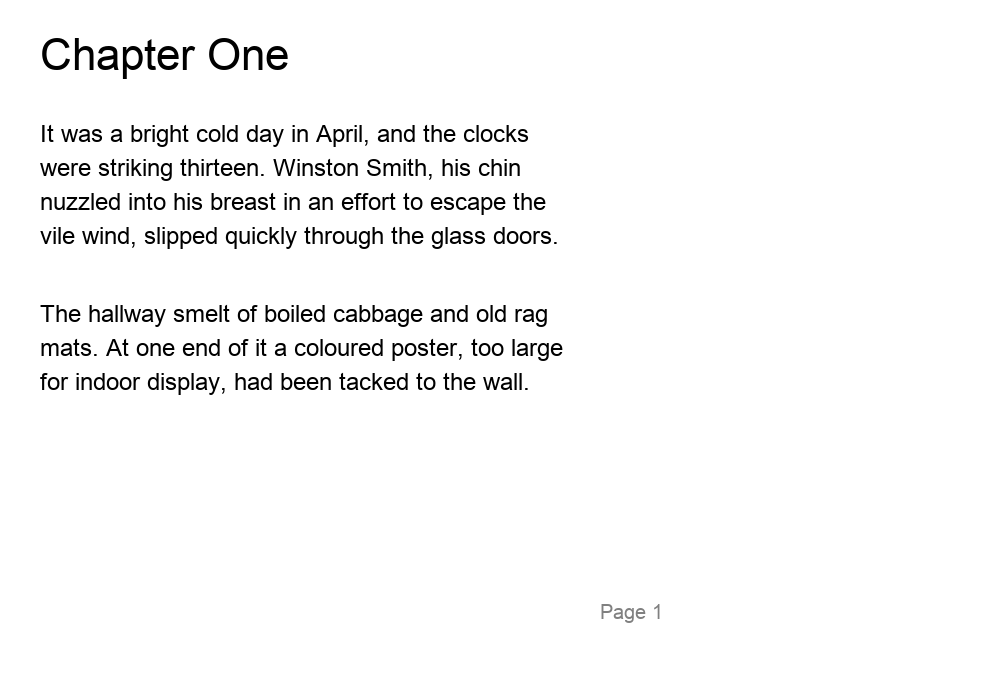 Chapter One
It was a bright cold day in April, and the clocks
were striking thirteen. Winston Smith, his chin
nuzzled into his breast in an effort to escape the
vile wind, slipped quickly through the glass doors.
The hallway smelt of boiled cabbage and old rag
mats. At one end of it a coloured poster, too large
for indoor display, had been tacked to the wall.
Page 1